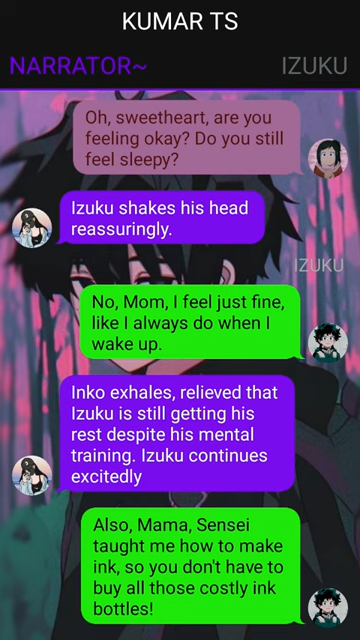 KUMAR TS
NARRATOR~
IZUKU
Oh, sweetheart, are you
feeling okay? Do you still
feel sleepy?
Izuku shakes his head
reassuringly.
IZUKU
No, Mom, I feel just fine,
like I always do when I
wake up.
Inko exhales, relieved that
Izuku is still getting his
rest despite his mental
training. Izuku continues
excitedly
Also, Mama, Sensei
taught me how to make
ink, so you don't have to
buy all those costly ink
bottles!